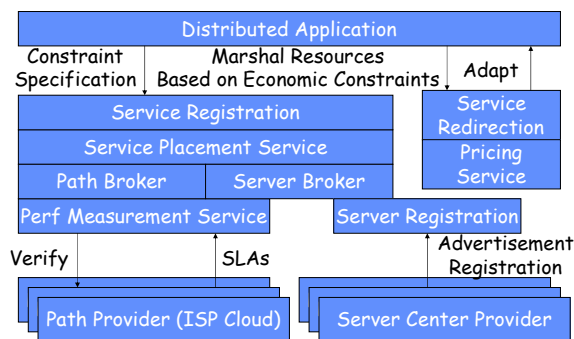 Distributed Application
Constraint
Specification
Marshal Resources
Based on Economic Constraints
Adapt
Service Registration
Service
Redirection
Service Placement Service
Pricing
Service
Path Broker
Server Broker
Perf Measurement Service
Server Registration
Verify
SLAs
Advertisement
Registration
Path Provider (ISP Cloud)
Server Center Provider